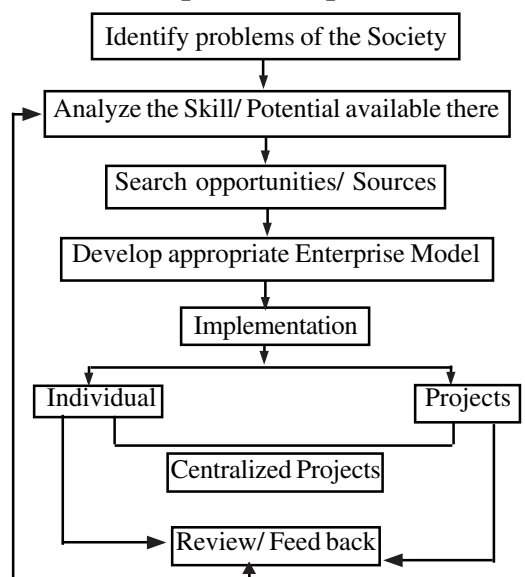 Identify problems of the Society
Analyze the Skill/ Potential available there
Search opportunities/ Sources
Develop appropriate Enterprise Model
Implementation
Individual
Projects
Centralized Projects
Review/ Feed back